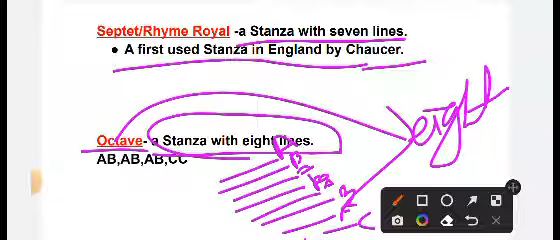 Septet/Rhyme Royal -a Stanza with seven lines.
• A first used Stanza in England by Chaucer.
eight
Octave- a Stanza with eight lines.
AB,AB,AB,CC
A
B
C